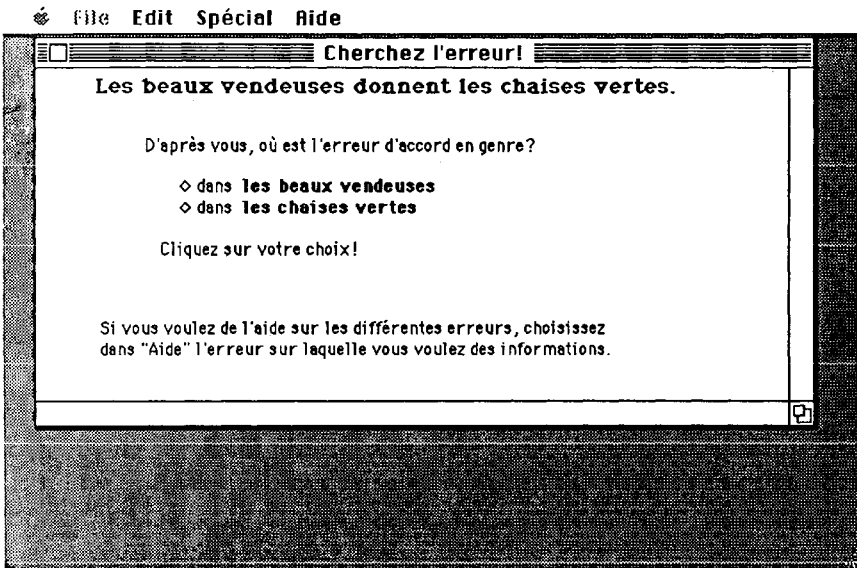 File Edit Spécial Aide
Cherchez l'erreur!
Les beaux vendeuses donnent les chaises vertes.
D'après vous, où est l'erreur d'accord en genre?
◇ dans les beaux vendeuses
◇ dans les chaises vertes
Cliquez sur votre choix!
Si vous voulez de l'aide sur les différentes erreurs, choisissez
dans "Aide" l'erreur sur laquelle vous voulez des informations.